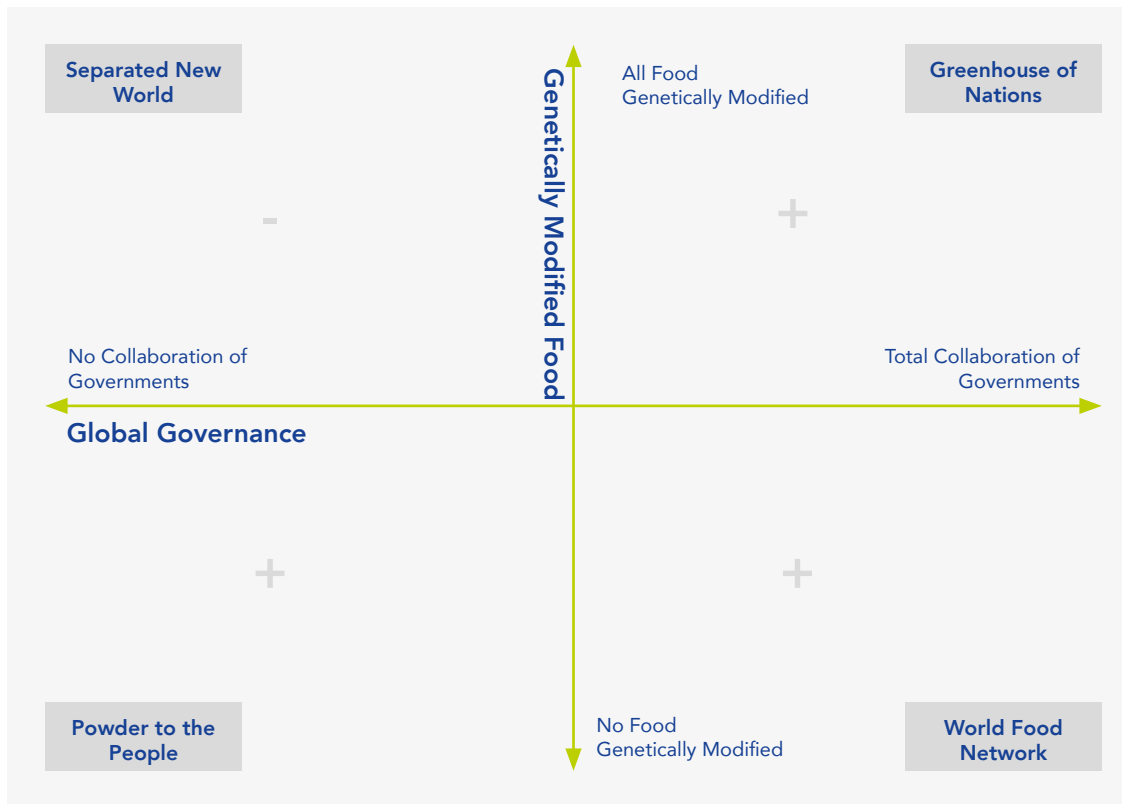 Separated New
World
Genetically Modified Food
All Food
Genetically Modified
Greenhouse of
Nations
-
+
No Collaboration of
Governments
Total Collaboration of
Governments
Global Governance
+
+
Powder to the
People
No Food
Genetically Modified
World Food
Network